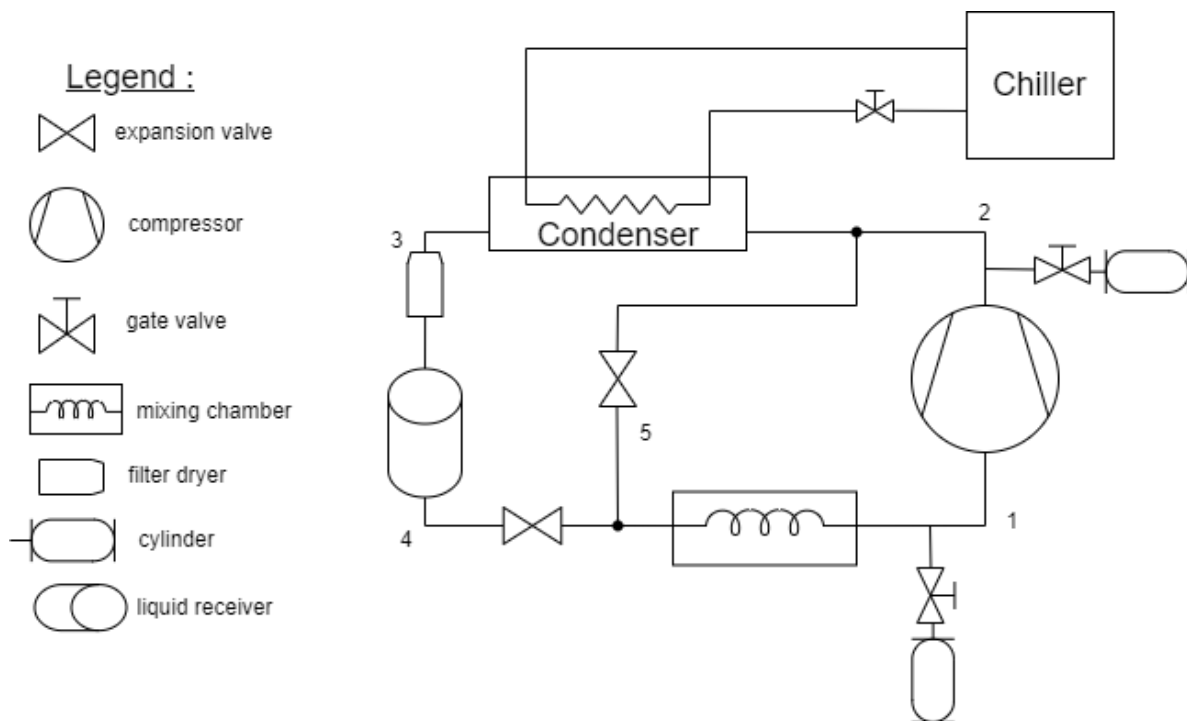 Legend :
expansion valve
compressor
gate valve
mixing chamber
filter dryer
cylinder
liquid receiver
Chiller
Condenser
2
3
5
4
1